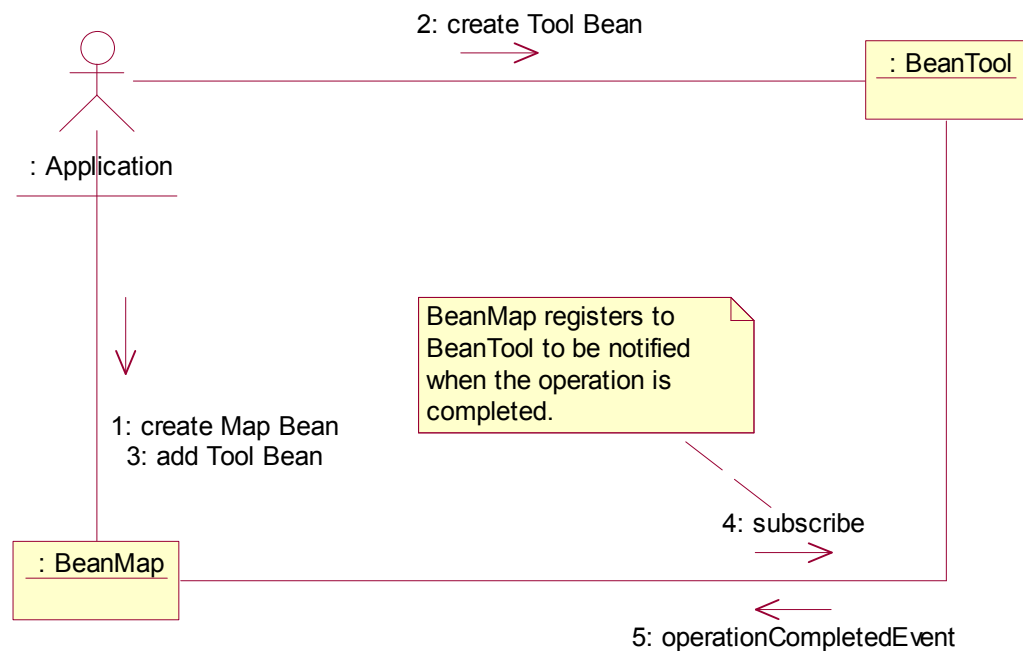 2: create Tool Bean
: BeanTool
: Application
BeanMap registers to
BeanTool to be notified
when the operation is
completed.
1: create Map Bean
3: add Tool Bean
4: subscribe
: BeanMap
5: operationCompletedEvent